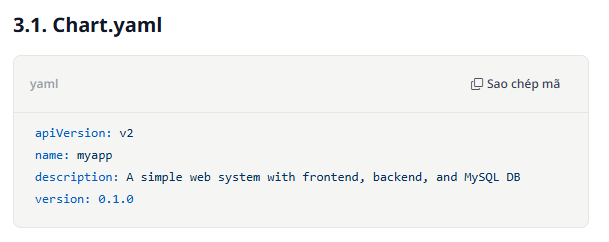 3.1. Chart.yaml
yaml
Sao chép mã
apiVersion: v2
name: myapp
description: A simple web system with frontend, backend, and MySQL DB
version: 0.1.0